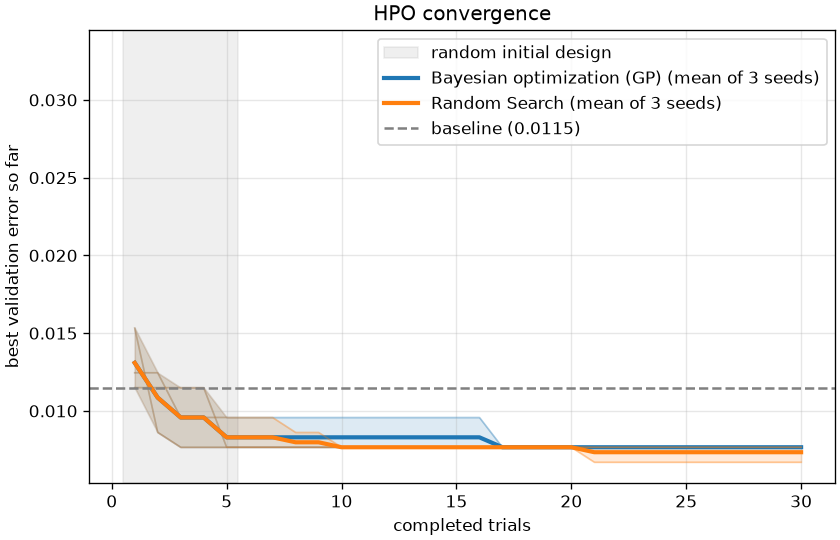 HPO convergence
random initial design
Bayesian optimization (GP) (mean of 3 seeds)
Random Search (mean of 3 seeds)
baseline (0.0115)
best validation error so far
0.030
0.025
0.020
0.015
0.010
0
5
10
15
20
25
30
completed trials